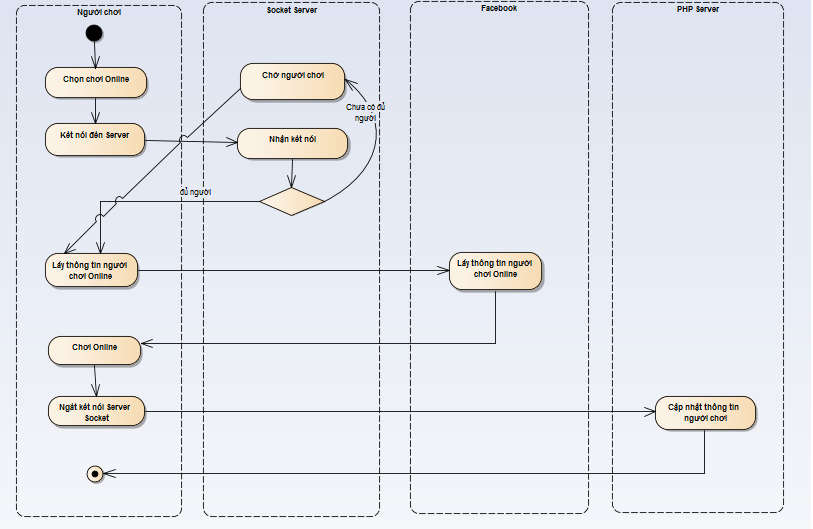 Người chơi
Socket Server
Facebook
PHP Server
Chọn chơi Online
Chờ người chơi
Chưa có đủ
người
Kết nối đến Server
Nhận kết nối
đủ người
Lấy thông tin người
chơi Online
Lấy thông tin người
chơi Online
Chơi Online
Ngắt kết nối Server
Socket
Cập nhật thông tin
người chơi